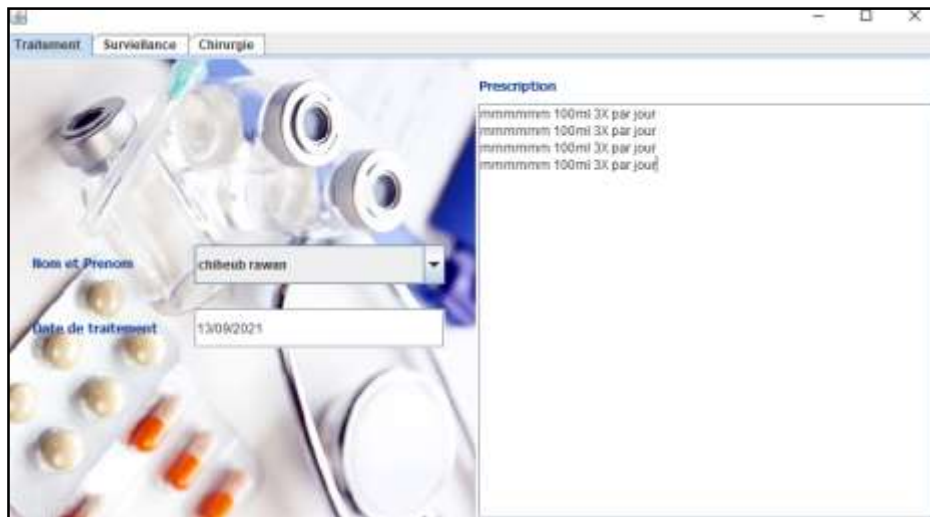 Traitement Surviellance Chirurgie
Prescription
mmmmmm 100ml 3X par jour
mmmmmm 100ml 3X par jour
mmmmmm 100ml 3X par jour
mmmmmm 100ml 3X par jour
Nom et Prenom chibeub rawan
Date de traitement 13/09/2021